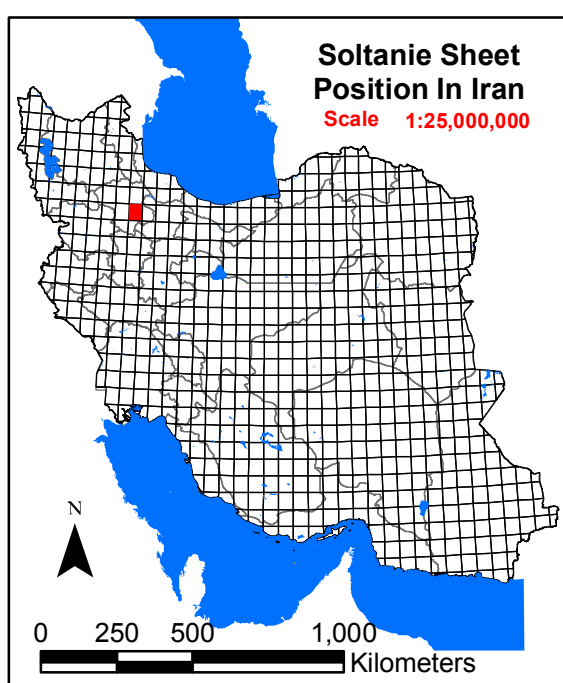 Soltanie Sheet
Position In Iran
Scale 1:25,000,000
N
0 250 500 1,000
Kilometers